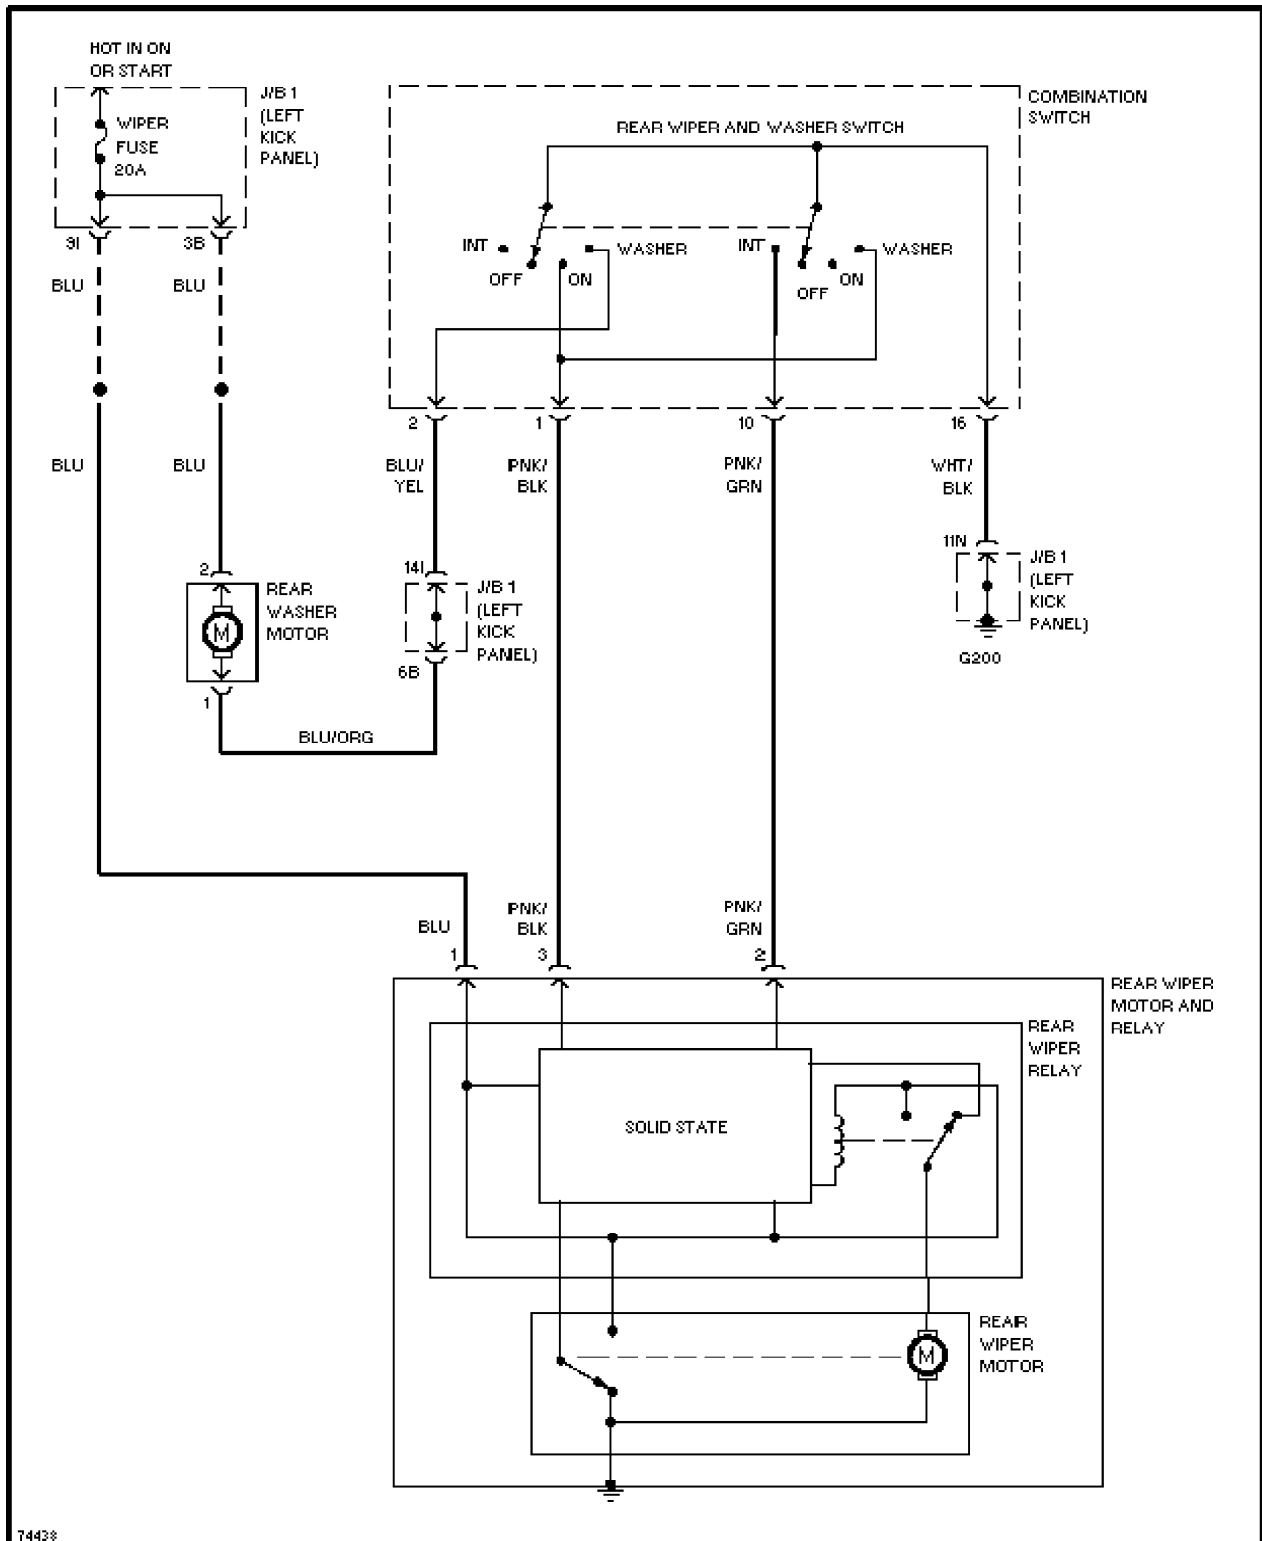 HOT IN ON
OR START
J/B 1
(LEFT
KICK
PANEL)
WIPER
FUSE
20A
9I
3B
BLU
BLU
COMBINATION
SWITCH
REAR WIPER AND WASHER SWITCH
INT
OFF
ON
WASHER
INT
OFF
ON
WASHER
2
1
10
16
BLU
BLU
BLU/
YEL
PNK/
BLK
PNK/
GRN
WHT/
BLK
2
REAR
WASHER
MOTOR
M
1
14I
J/B 1
(LEFT
KICK
PANEL)
6B
11N
J/B 1
(LEFT
KICK
PANEL)
G200
BLU/ORG
BLU
1
PNK/
BLK
3
PNK/
GRN
2
REAR WIPER
MOTOR AND
RELAY
REAR
WIPER
RELAY
SOLID STATE
REAR
WIPER
MOTOR
M
74438